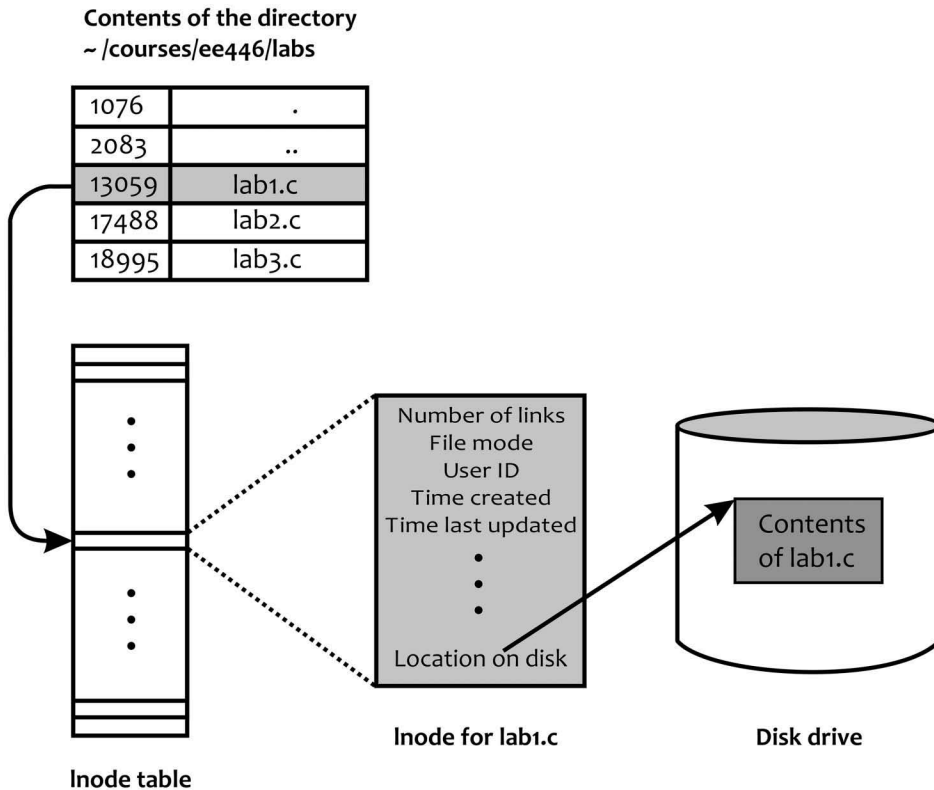 Contents of the directory
~ /courses/ee446/labs
1076 .
2083 ..
13059 lab1.c
17488 lab2.c
18995 lab3.c
Number of links
File mode
User ID
Time created
Time last updated
Location on disk
Contents
of lab1.c
Inode for lab1.c
Disk drive
Inode table